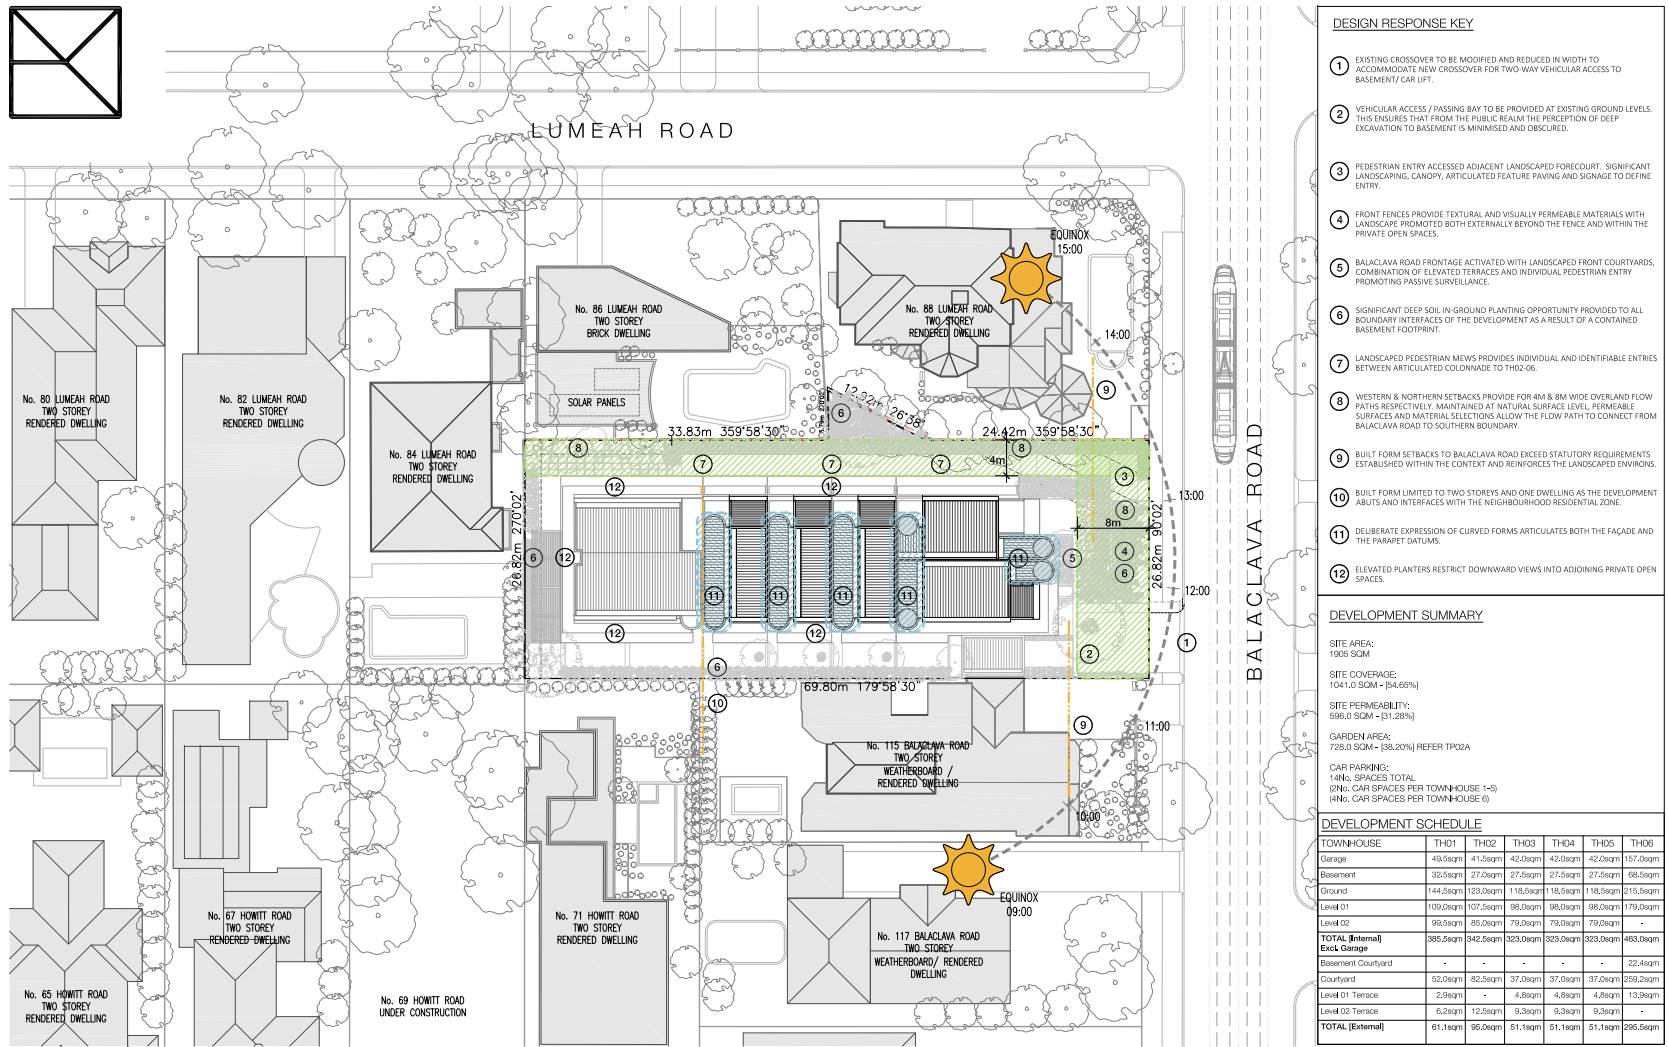 LUMEAH ROAD
BALACLAVA ROAD
EQUINOX
15:00
14:00
13:00
12:00
11:00
10:00
EQUINOX
09:00
No. 80 LUMEAH ROAD
TWO STOREY
RENDERED DWELLING
No. 82 LUMEAH ROAD
TWO STOREY
RENDERED DWELLING
No. 84 LUMEAH ROAD
TWO STOREY
RENDERED DWELLING
No. 86 LUMEAH ROAD
TWO STOREY
BRICK DWELLING
SOLAR PANELS
No. 88 LUMEAH ROAD
TWO STOREY
RENDERED DWELLING
12.92m 26°38'
33.83m 359°58'30"
24.42m 359°58'30"
4m
8m
26.82m 270°02"
26.82m 90°02"
69.80m 179°58'30"
No. 115 BALACLAVA ROAD
TWO STOREY
WEATHERBOARD /
RENDERED DWELLING
No. 117 BALACLAVA ROAD
TWO STOREY
WEATHERBOARD/ RENDERED
DWELLING
No. 71 HOWITT ROAD
TWO STOREY
RENDERED DWELLING
No. 69 HOWITT ROAD
UNDER CONSTRUCTION
No. 67 HOWITT ROAD
TWO STOREY
RENDERED DWELLING
No. 65 HOWITT ROAD
TWO STOREY
RENDERED DWELLING
DESIGN RESPONSE KEY
1 EXISTING CROSSOVER TO BE MODIFIED AND REDUCED IN WIDTH TO
ACCOMMODATE NEW CROSSOVER FOR TWO-WAY VEHICULAR ACCESS TO
BASEMENT/ CAR LIFT.
2 VEHICULAR ACCESS / PASSING BAY TO BE PROVIDED AT EXISTING GROUND LEVELS.
THIS ENSURES THAT FROM THE PUBLIC REALM THE PERCEPTION OF DEEP
EXCAVATION TO BASEMENT IS MINIMISED AND OBSCURED.
3 PEDESTRIAN ENTRY ACCESSED ADJACENT LANDSCAPED FORECOURT. SIGNIFICANT
LANDSCAPING, CANOPY, ARTICULATED FEATURE PAVING AND SIGNAGE TO DEFINE
ENTRY.
4 FRONT FENCES PROVIDE TEXTURAL AND VISUALLY PERMEABLE MATERIALS WITH
LANDSCAPE PROMOTED BOTH EXTERNALLY BEYOND THE FENCE AND WITHIN THE
PRIVATE OPEN SPACES.
5 BALACLAVA ROAD FRONTAGE ACTIVATED WITH LANDSCAPED FRONT COURTYARDS,
COMBINATION OF ELEVATED TERRACES AND INDIVIDUAL PEDESTRIAN ENTRY
PROMOTING PASSIVE SURVEILLANCE.
6 SIGNIFICANT DEEP SOIL IN-GROUND PLANTING OPPORTUNITY PROVIDED TO ALL
BOUNDARY INTERFACES OF THE DEVELOPMENT AS A RESULT OF A CONTAINED
BASEMENT FOOTPRINT.
7 LANDSCAPED PEDESTRIAN MEWS PROVIDES INDIVIDUAL AND IDENTIFIABLE ENTRIES
BETWEEN ARTICULATED COLONNADE TO TH02-06.
8 WESTERN & NORTHERN SETBACKS PROVIDE FOR 4M & 8M WIDE OVERLAND FLOW
PATHS RESPECTIVELY. MAINTAINED AT NATURAL SURFACE LEVEL, PERMEABLE
SURFACES AND MATERIAL SELECTIONS ALLOW THE FLOW PATH TO CONNECT FROM
BALACLAVA ROAD TO SOUTHERN BOUNDARY.
9 BUILT FORM SETBACKS TO BALACLAVA ROAD EXCEED STATUTORY REQUIREMENTS
ESTABLISHED WITHIN THE CONTEXT AND REINFORCES THE LANDSCAPED ENVIRONS.
10 BUILT FORM LIMITED TO TWO STOREYS AND ONE DWELLING AS THE DEVELOPMENT
ABUTS AND INTERFACES WITH THE NEIGHBOURHOOD RESIDENTIAL ZONE.
11 DELIBERATE EXPRESSION OF CURVED FORMS ARTICULATES BOTH THE FAÇADE AND
THE PARAPET DATUMS.
12 ELEVATED PLANTERS RESTRICT DOWNWARD VIEWS INTO ADJOINING PRIVATE OPEN
SPACES.
DEVELOPMENT SUMMARY
SITE AREA:
1905 SQM
SITE COVERAGE:
1041.0 SQM - [54.65%]
SITE PERMEABILITY:
596.0 SQM - [31.28%]
GARDEN AREA:
728.0 SQM - [38.20%] REFER TP02A
CAR PARKING:
14No. SPACES TOTAL
(2No. CAR SPACES PER TOWNHOUSE 1-5)
(4No. CAR SPACES PER TOWNHOUSE 6)
DEVELOPMENT SCHEDULE
TOWNHOUSE TH01 TH02 TH03 TH04 TH05 TH06
Garage 49.5sqm 41.5sqm 42.0sqm 42.0sqm 42.0sqm 157.0sqm
Basement 32.5sqm 27.0sqm 27.5sqm 27.5sqm 27.5sqm 68.5sqm
Ground 144.5sqm 123.0sqm 118.5sqm 118.5sqm 118.5sqm 215.5sqm
Level 01 109.0sqm 107.5sqm 98.0sqm 98.0sqm 98.0sqm 179.0sqm
Level 02 99.5sqm 85.0sqm 79.0sqm 79.0sqm 79.0sqm -
TOTAL [Internal] 385.5sqm 342.5sqm 323.0sqm 323.0sqm 323.0sqm 463.0sqm
Excl. Garage
Basement Courtyard - - - - - 22.4sqm
Courtyard 52.0sqm 82.5sqm 37.0sqm 37.0sqm 37.0sqm 259.2sqm
Level 01 Terrace 2.9sqm - 4.8sqm 4.8sqm 4.8sqm 13.9sqm
Level 02 Terrace 6.2sqm 12.5sqm 9.3sqm 9.3sqm 9.3sqm -
TOTAL [External] 61.1sqm 95.0sqm 51.1sqm 51.1sqm 51.1sqm 295.5sqm